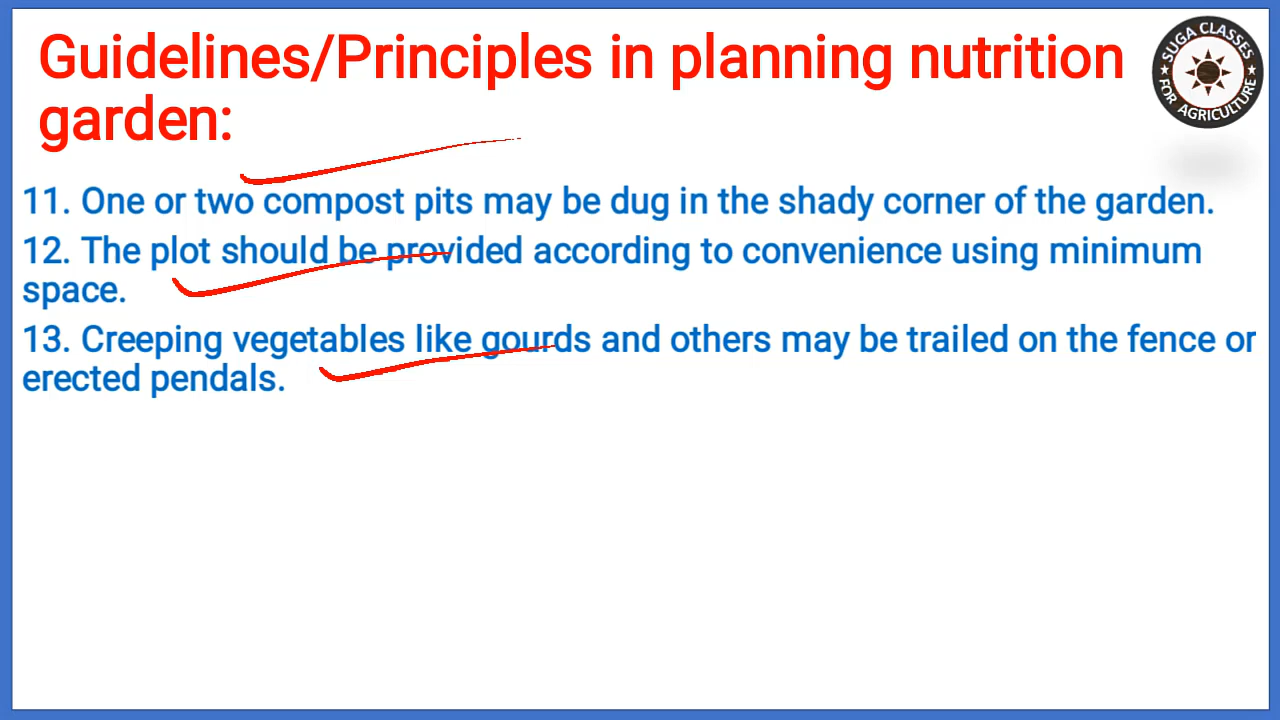 Guidelines/Principles in planning nutrition
garden:
SUGA CLASSES
FOR AGRICULTURE
11. One or two compost pits may be dug in the shady corner of the garden.
12. The plot should be provided according to convenience using minimum
space.
13. Creeping vegetables like gourds and others may be trailed on the fence or
erected pendals.